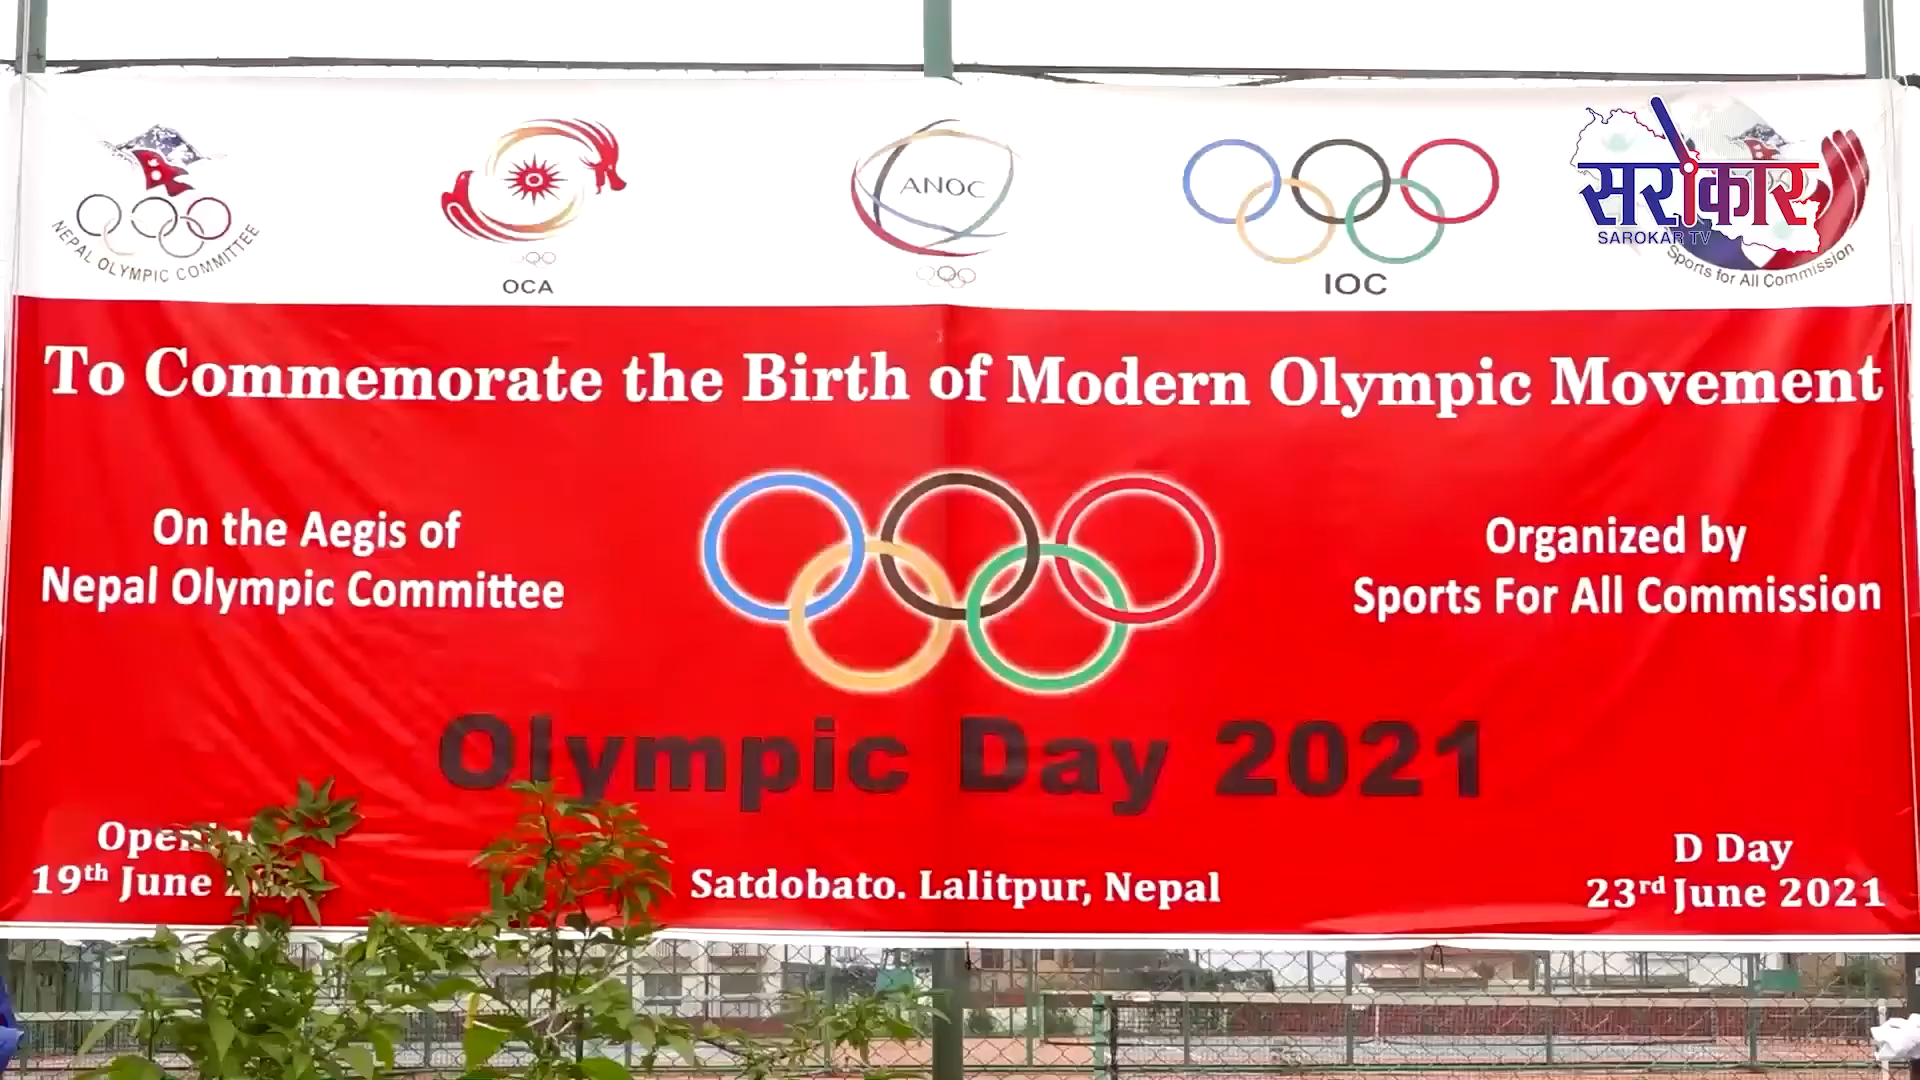 NEPAL OLYMPIC COMMITTEE
OCA
ANOC
IOC
सरोकार
SAROKAR TV
Sports for All Commission
To Commemorate the Birth of Modern Olympic Movement
On the Aegis of
Nepal Olympic Committee
Organized by
Sports For All Commission
Olympic Day 2021
19th June
Satdobato. Lalitpur, Nepal
D Day
23rd June 2021